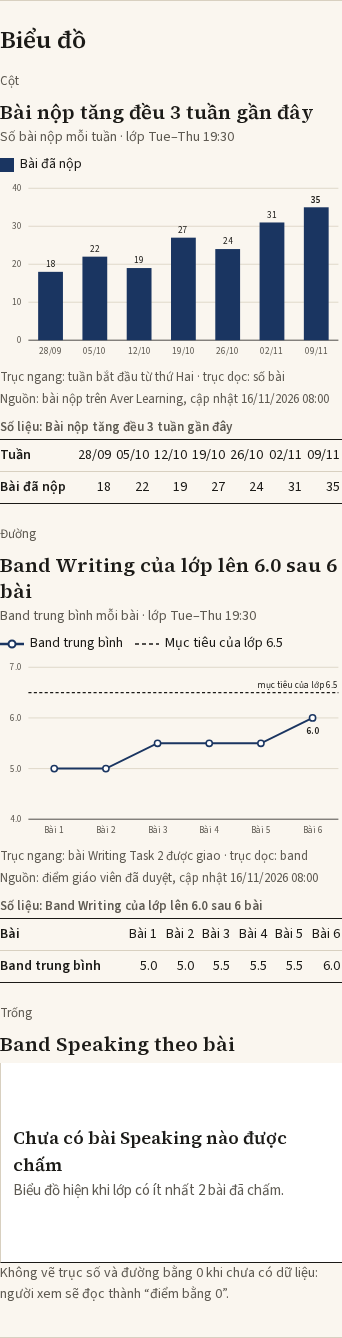 Biểu đồ
Cột
Bài nộp tăng đều 3 tuần gần đây
Số bài nộp mỗi tuần · lớp Tue–Thu 19:30
Bài đã nộp
40
30
20
10
0
18
22
19
27
24
31
35
28/09 05/10 12/10 19/10 26/10 02/11 09/11
Trục ngang: tuần bắt đầu từ thứ Hai · trục dọc: số bài
Nguồn: bài nộp trên Aver Learning, cập nhật 16/11/2026 08:00
Số liệu: Bài nộp tăng đều 3 tuần gần đây
Tuần 28/09 05/10 12/10 19/10 26/10 02/11 09/11
Bài đã nộp 18 22 19 27 24 31 35
Đường
Band Writing của lớp lên 6.0 sau 6
bài
Band trung bình mỗi bài · lớp Tue–Thu 19:30
Band trung bình Mục tiêu của lớp 6.5
7.0
mục tiêu của lớp 6.5
6.0
6.0
5.0
4.0
Bài 1 Bài 2 Bài 3 Bài 4 Bài 5 Bài 6
Trục ngang: bài Writing Task 2 được giao · trục dọc: band
Nguồn: điểm giáo viên đã duyệt, cập nhật 16/11/2026 08:00
Số liệu: Band Writing của lớp lên 6.0 sau 6 bài
Bài Bài 1 Bài 2 Bài 3 Bài 4 Bài 5 Bài 6
Band trung bình 5.0 5.0 5.5 5.5 5.5 6.0
Trống
Band Speaking theo bài
Chưa có bài Speaking nào được
chấm
Biểu đồ hiện khi lớp có ít nhất 2 bài đã chấm.
Không vẽ trục số và đường bằng 0 khi chưa có dữ liệu:
người xem sẽ đọc thành “điểm bằng 0”.